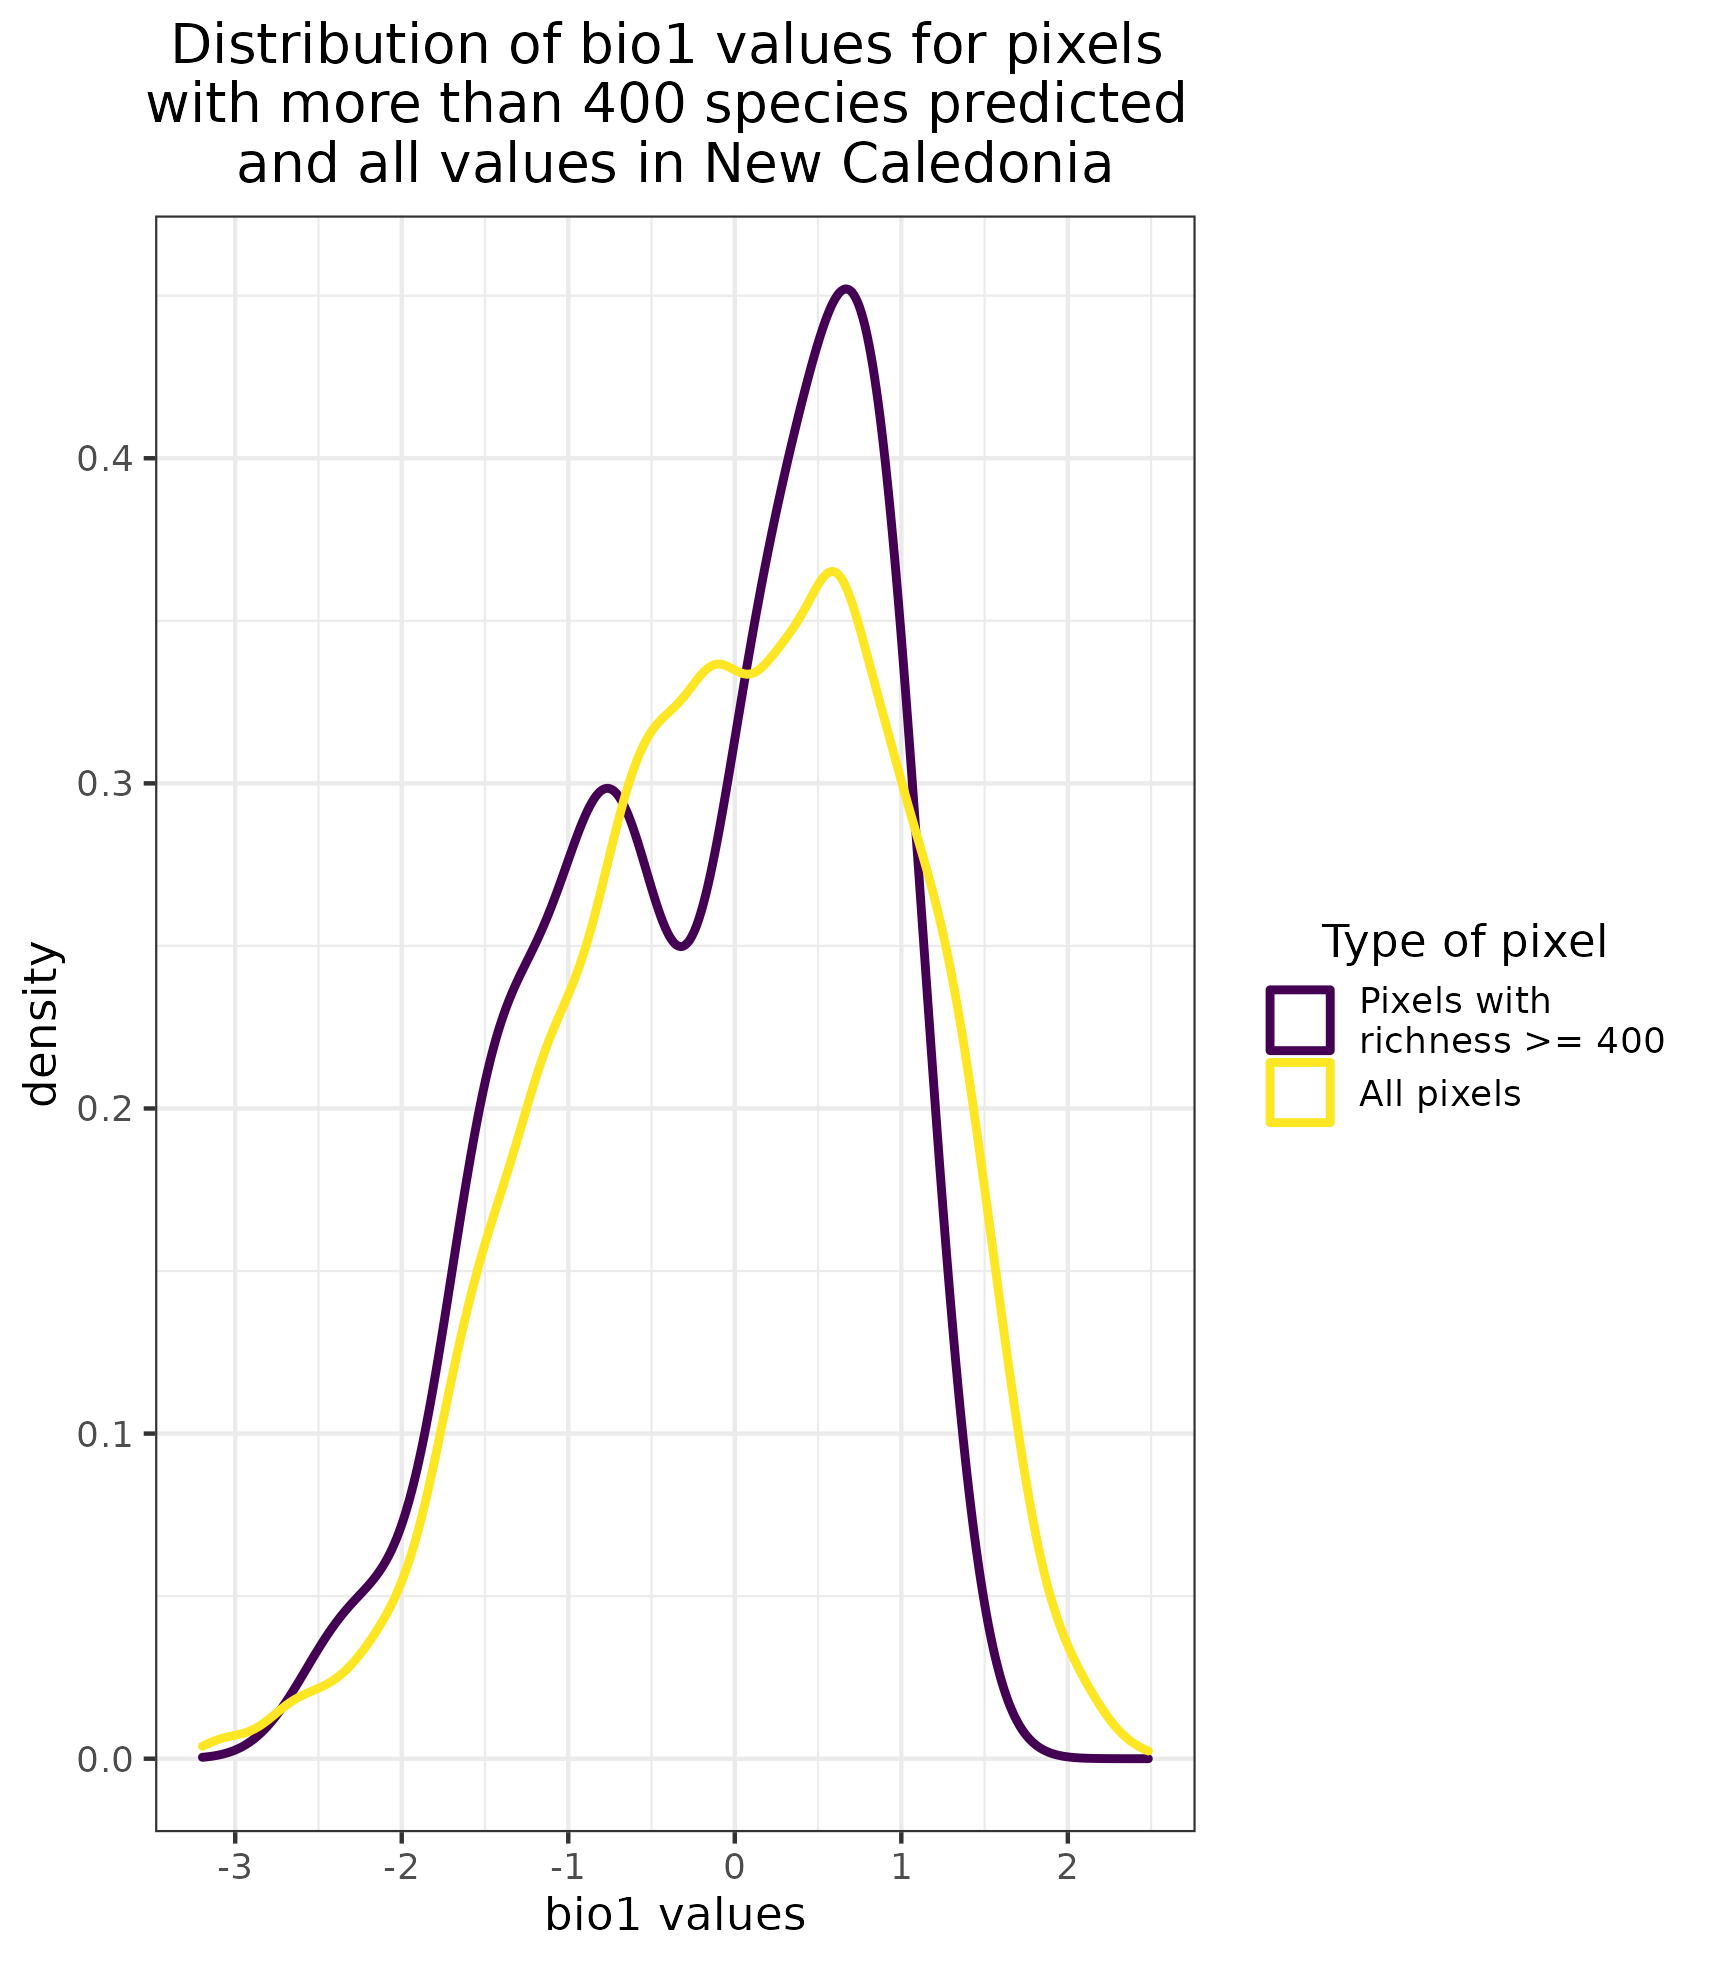 Distribution of bio1 values for pixels
with more than 400 species predicted
and all values in New Caledonia
density
0.4
0.3
0.2
0.1
0.0
-3
-2
-1
0
1
2
bio1 values
Type of pixel
Pixels with
richness >= 400
All pixels